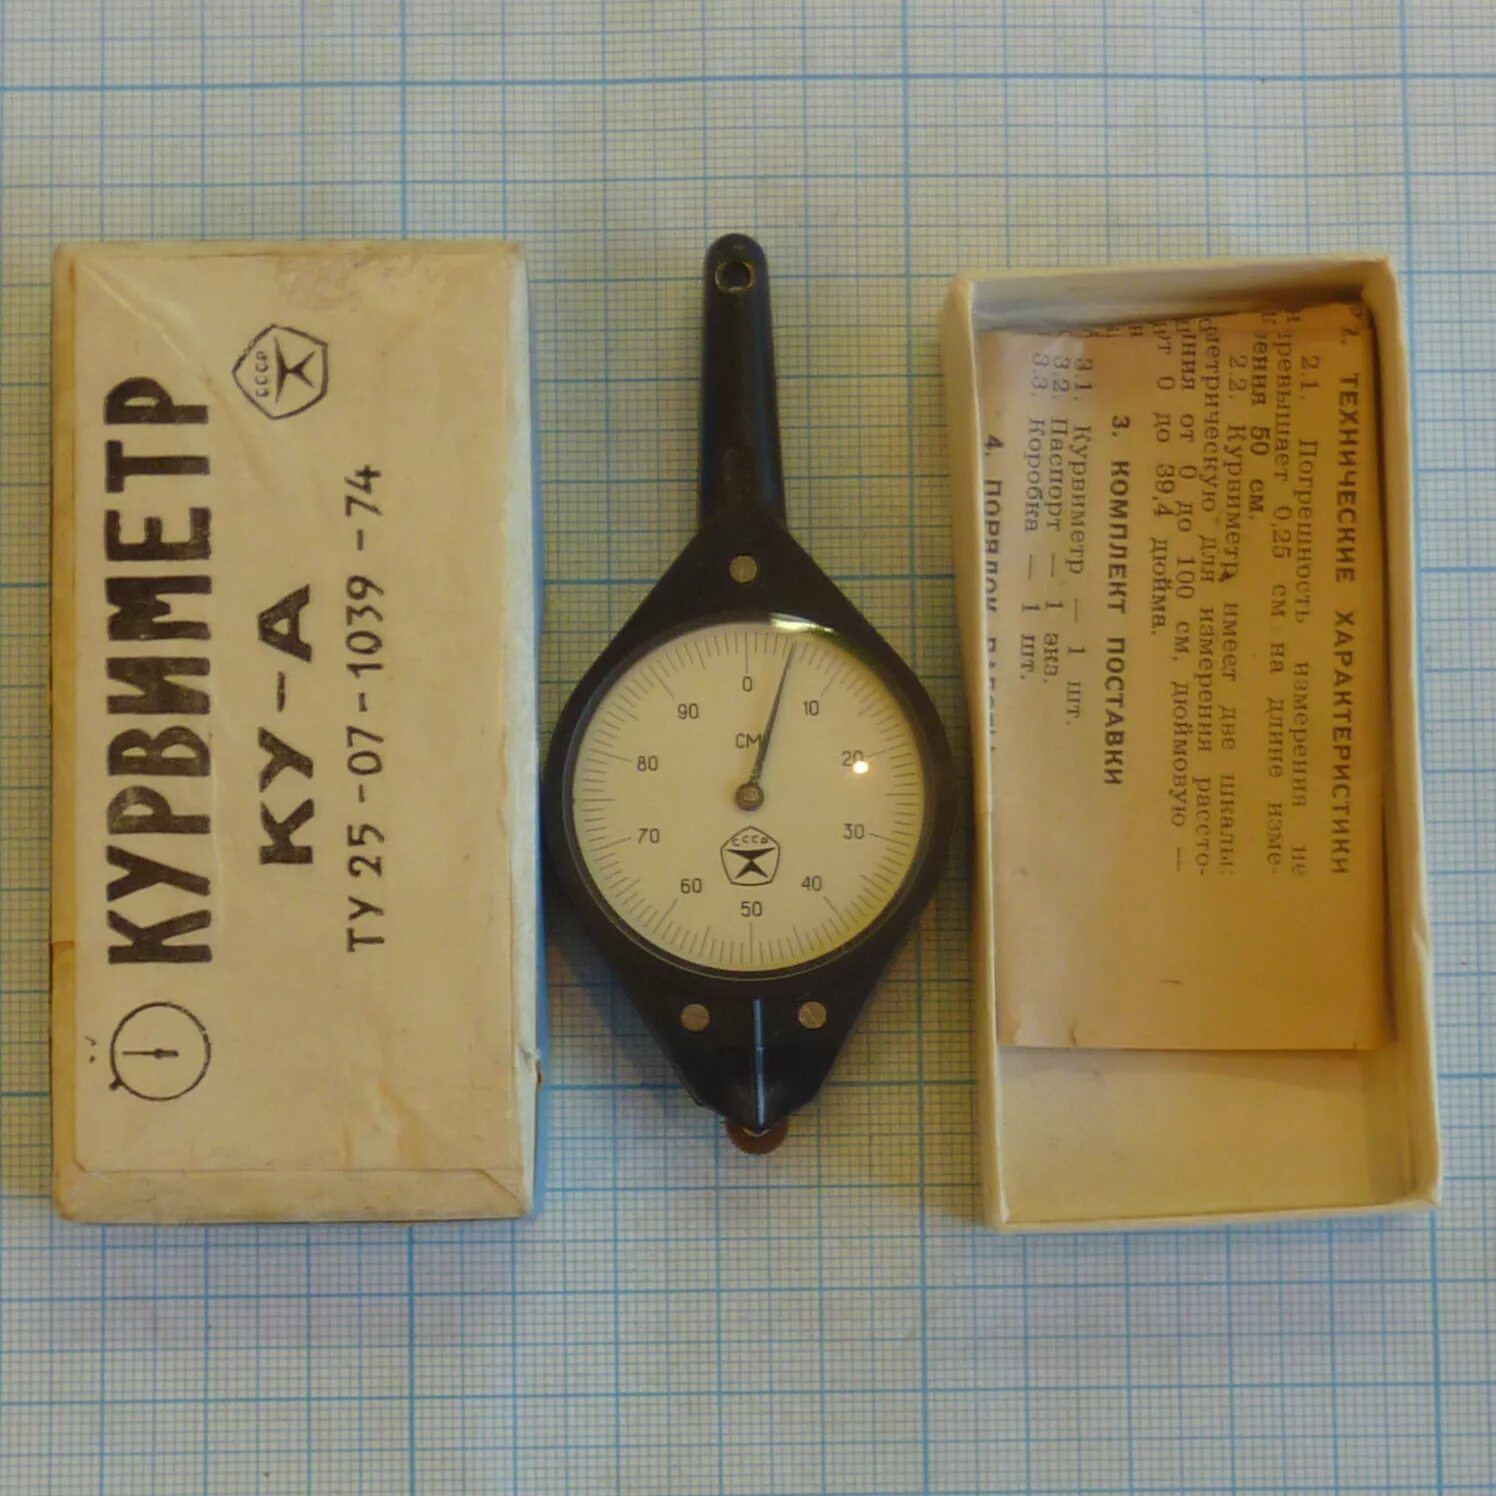 КУРВИМЕТР
КУ-А
ТУ 25-07-1039-74
СССР
0
10
20
30
40
50
60
70
80
90
СМ
СССР
2. ТЕХНИЧЕСКИЕ ХАРАКТЕРИСТИКИ
2.1. Погрешность измерения не
превышает 0,25 см на длине изме-
рения 50 см.
2.2. Курвиметр имеет две шкалы:
метрическую для измерения рассто-
яния от 0 до 100 см, дюймовую —
от 0 до 39,4 дюйма.
3. КОМПЛЕКТ ПОСТАВКИ
3.1. Курвиметр — 1 шт.
3.2. Паспорт — 1 экз.
3.3. Коробка — 1 шт.
4. ПОРЯДОК РАБОТЫ